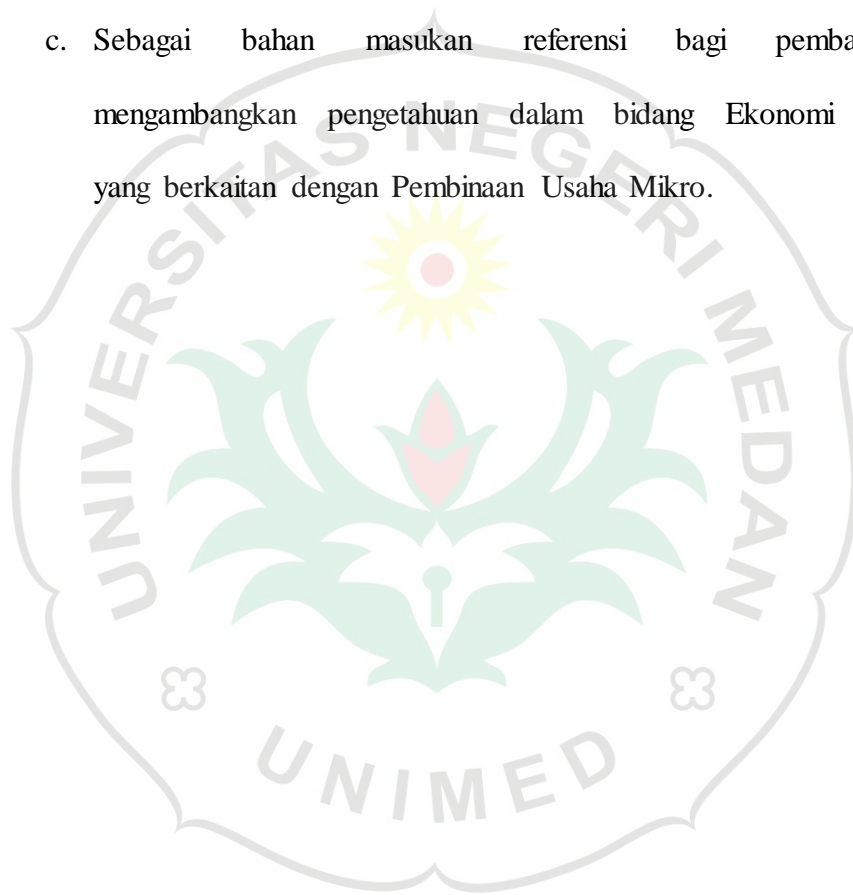 c. Sebagai bahan masukan referensi bagi
mengambangkan pengetahuan dalam bidang Ekonomi
yang berkaitan dengan Pembinaan Usaha Mikro.
UNIVERSITAS NEGERI MEDAN
UNIMED